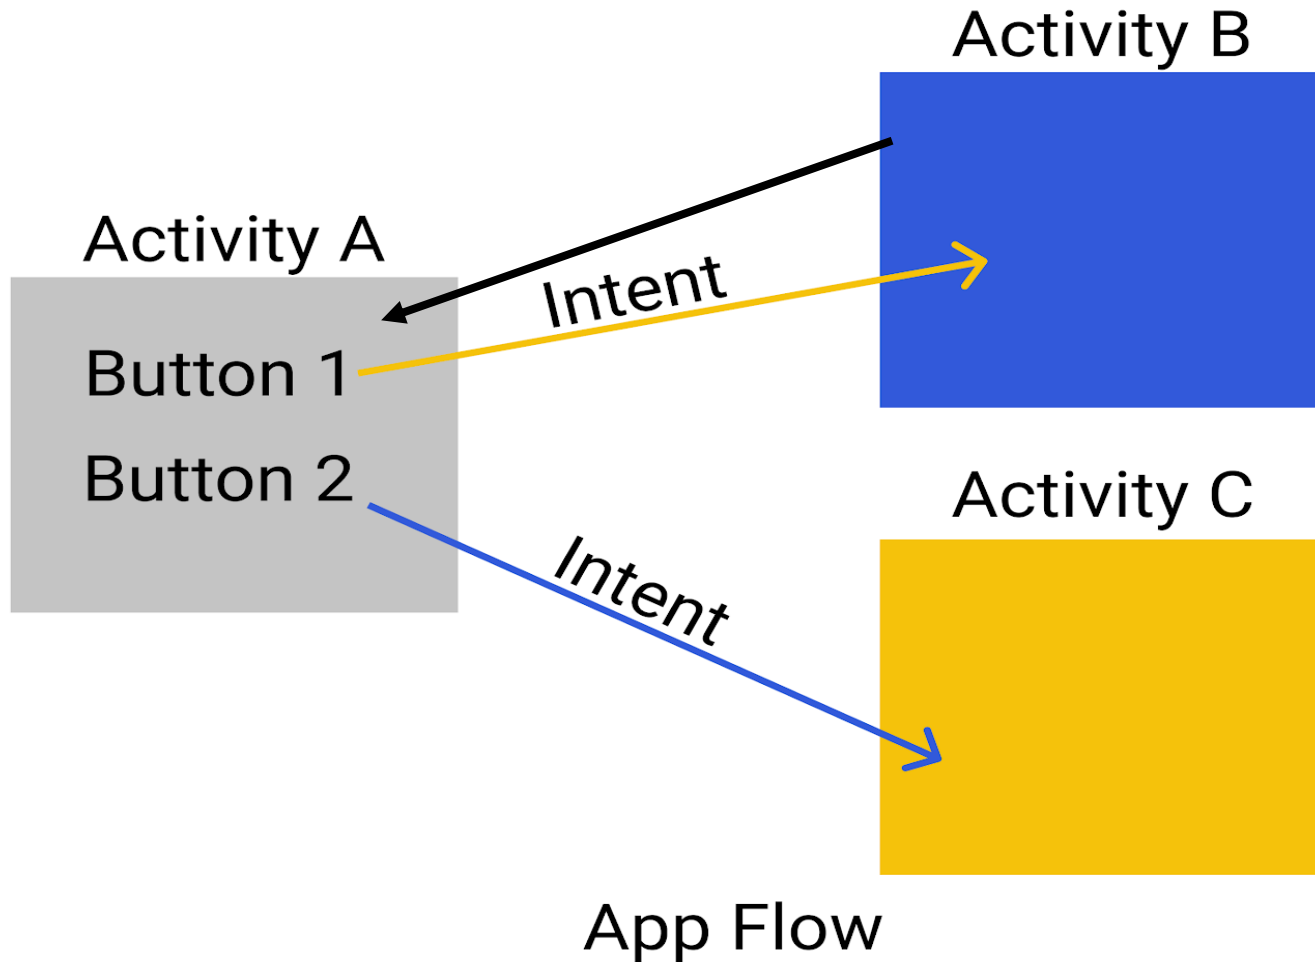 Activity B
Activity A
Intent
Button 1
Button 2
Activity C
Intent
App Flow